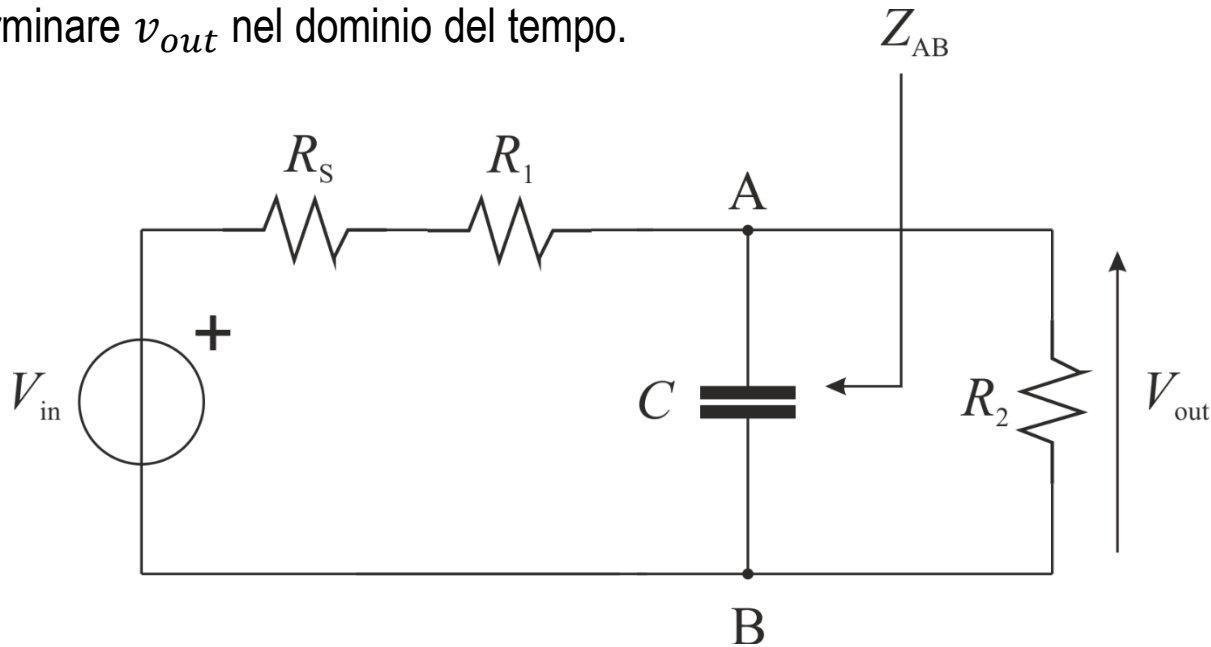 rminare v_out nel dominio del tempo.
Z_AB
R_S
R_1
A
+
V_in
C
R_2
V_out
B